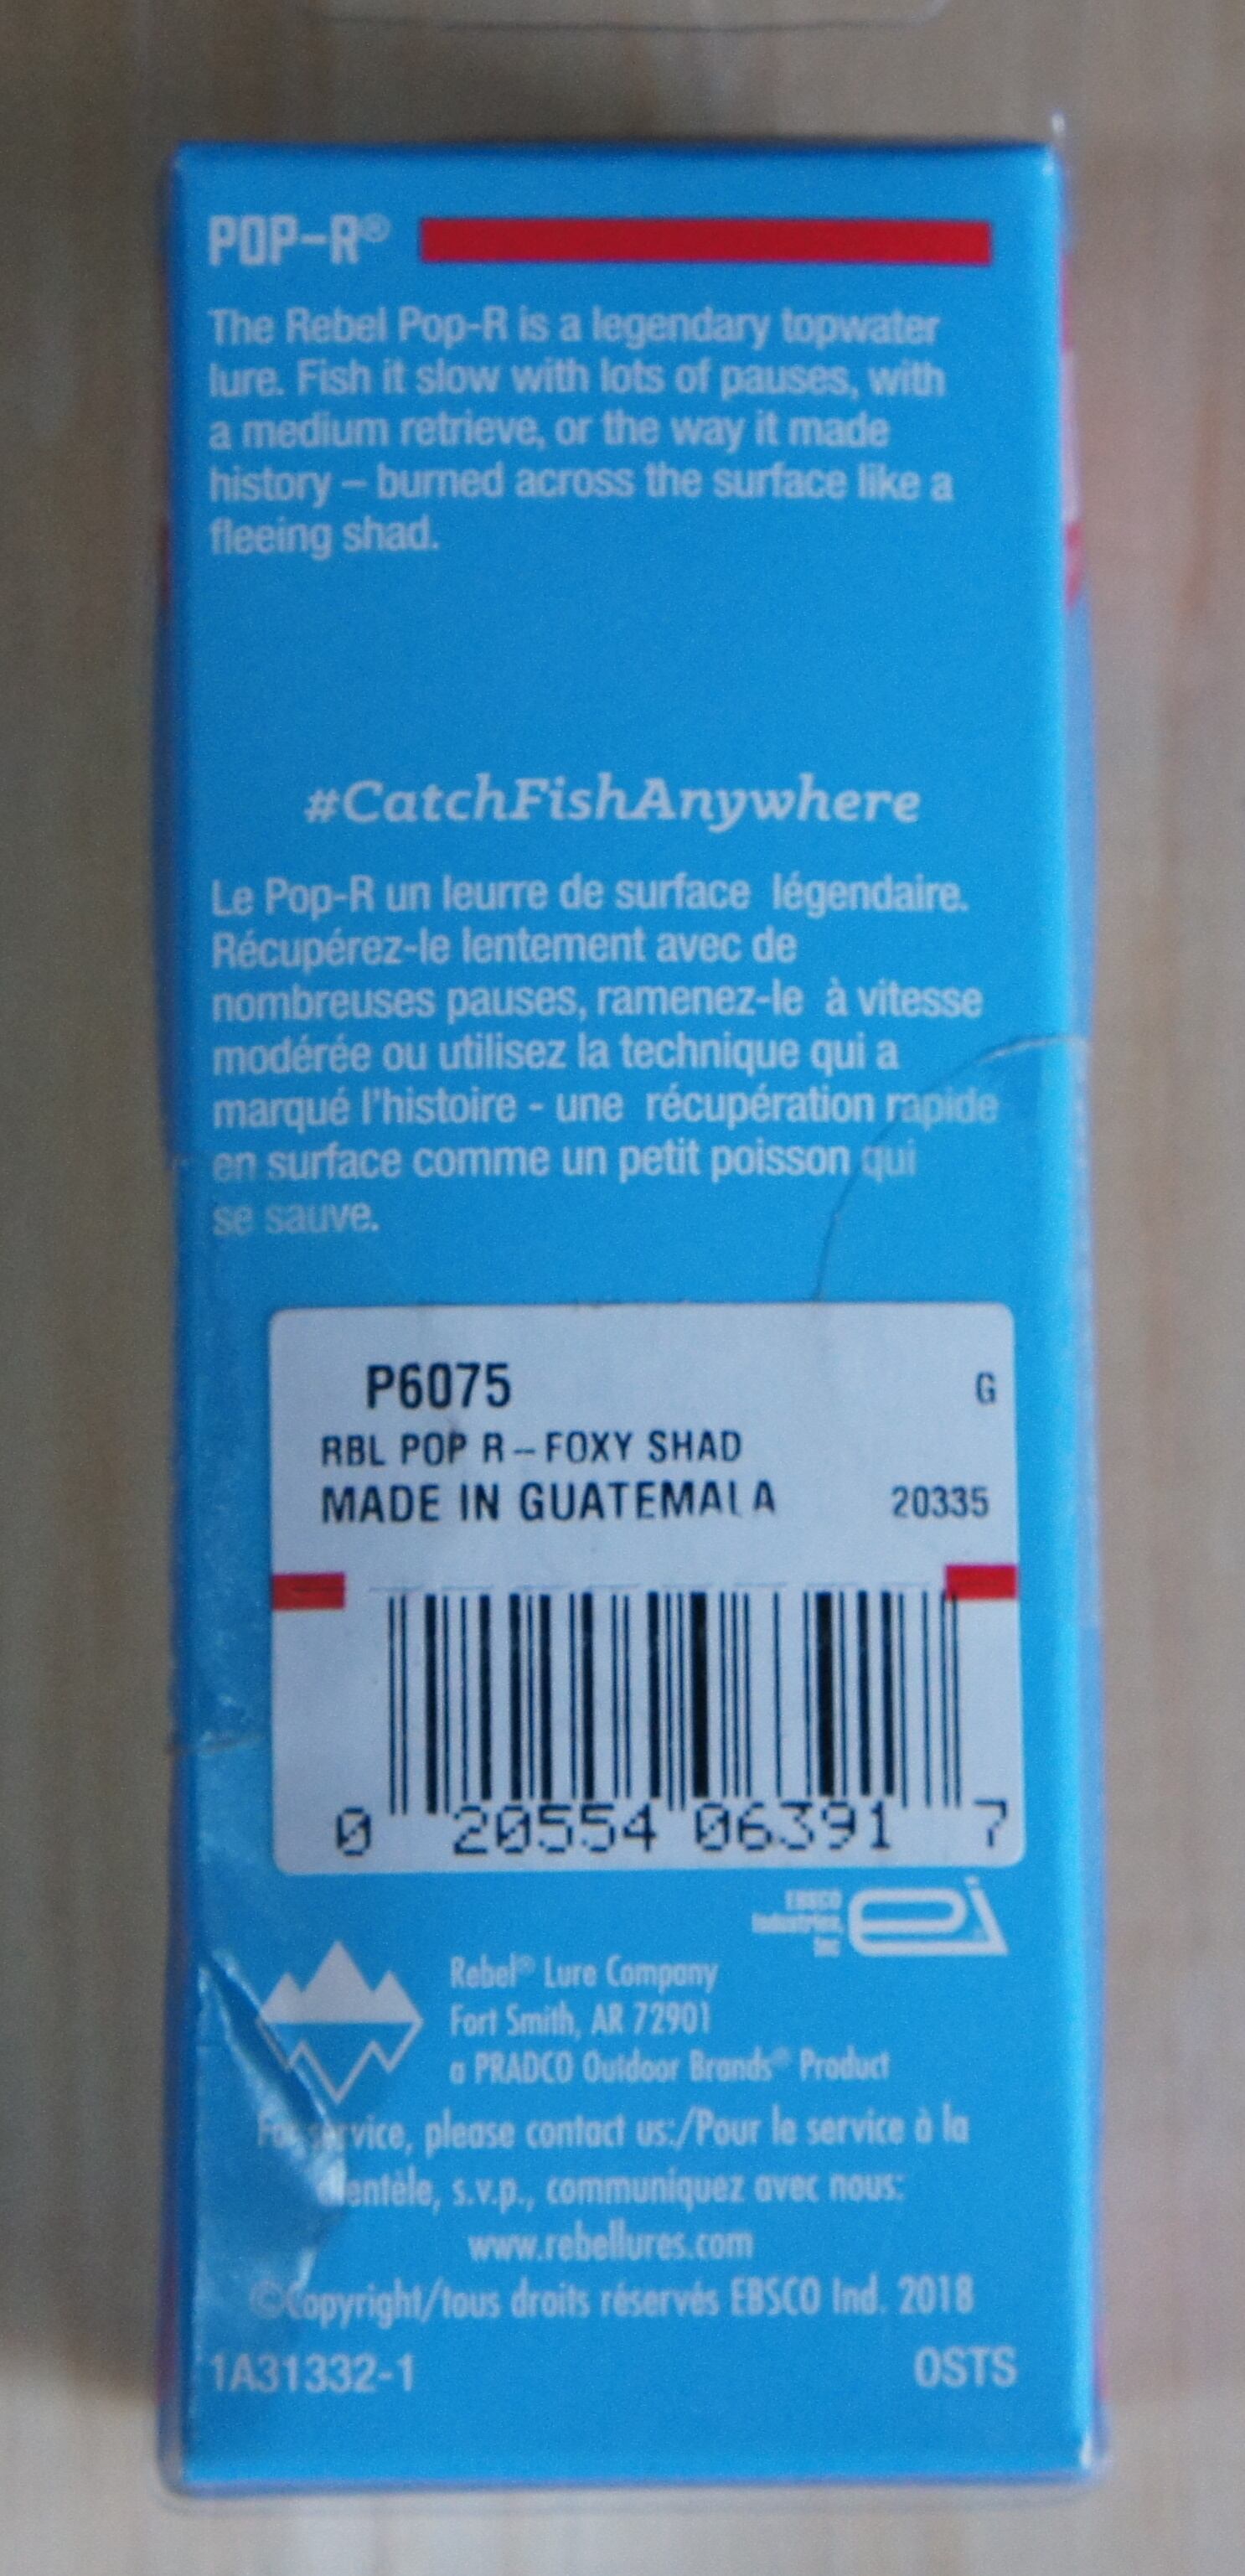 POP-R®
The Rebel Pop-R is a legendary topwater
lure. Fish it slow with lots of pauses, with
a medium retrieve, or the way it made
history – burned across the surface like a
fleeing shad.
#CatchFishAnywhere
Le Pop-R un leurre de surface légendaire.
Récupérez-le lentement avec de
nombreuses pauses, ramenez-le à vitesse
modérée ou utilisez la technique qui a
marqué l'histoire - une récupération rapide
en surface comme un petit poisson qui
se sauve.
P6075 G
RBL POP R – FOXY SHAD
MADE IN GUATEMALA 20335
0 20554 06391 7
EBSCO
Industries,
Inc
ei
Rebel® Lure Company
Fort Smith, AR 72901
a PRADCO Outdoor Brands® Product
For service, please contact us:/Pour le service à la
clientèle, s.v.p., communiquez avec nous:
www.rebellures.com
©Copyright/tous droits réservés EBSCO Ind. 2018
1A31332-1 OSTS